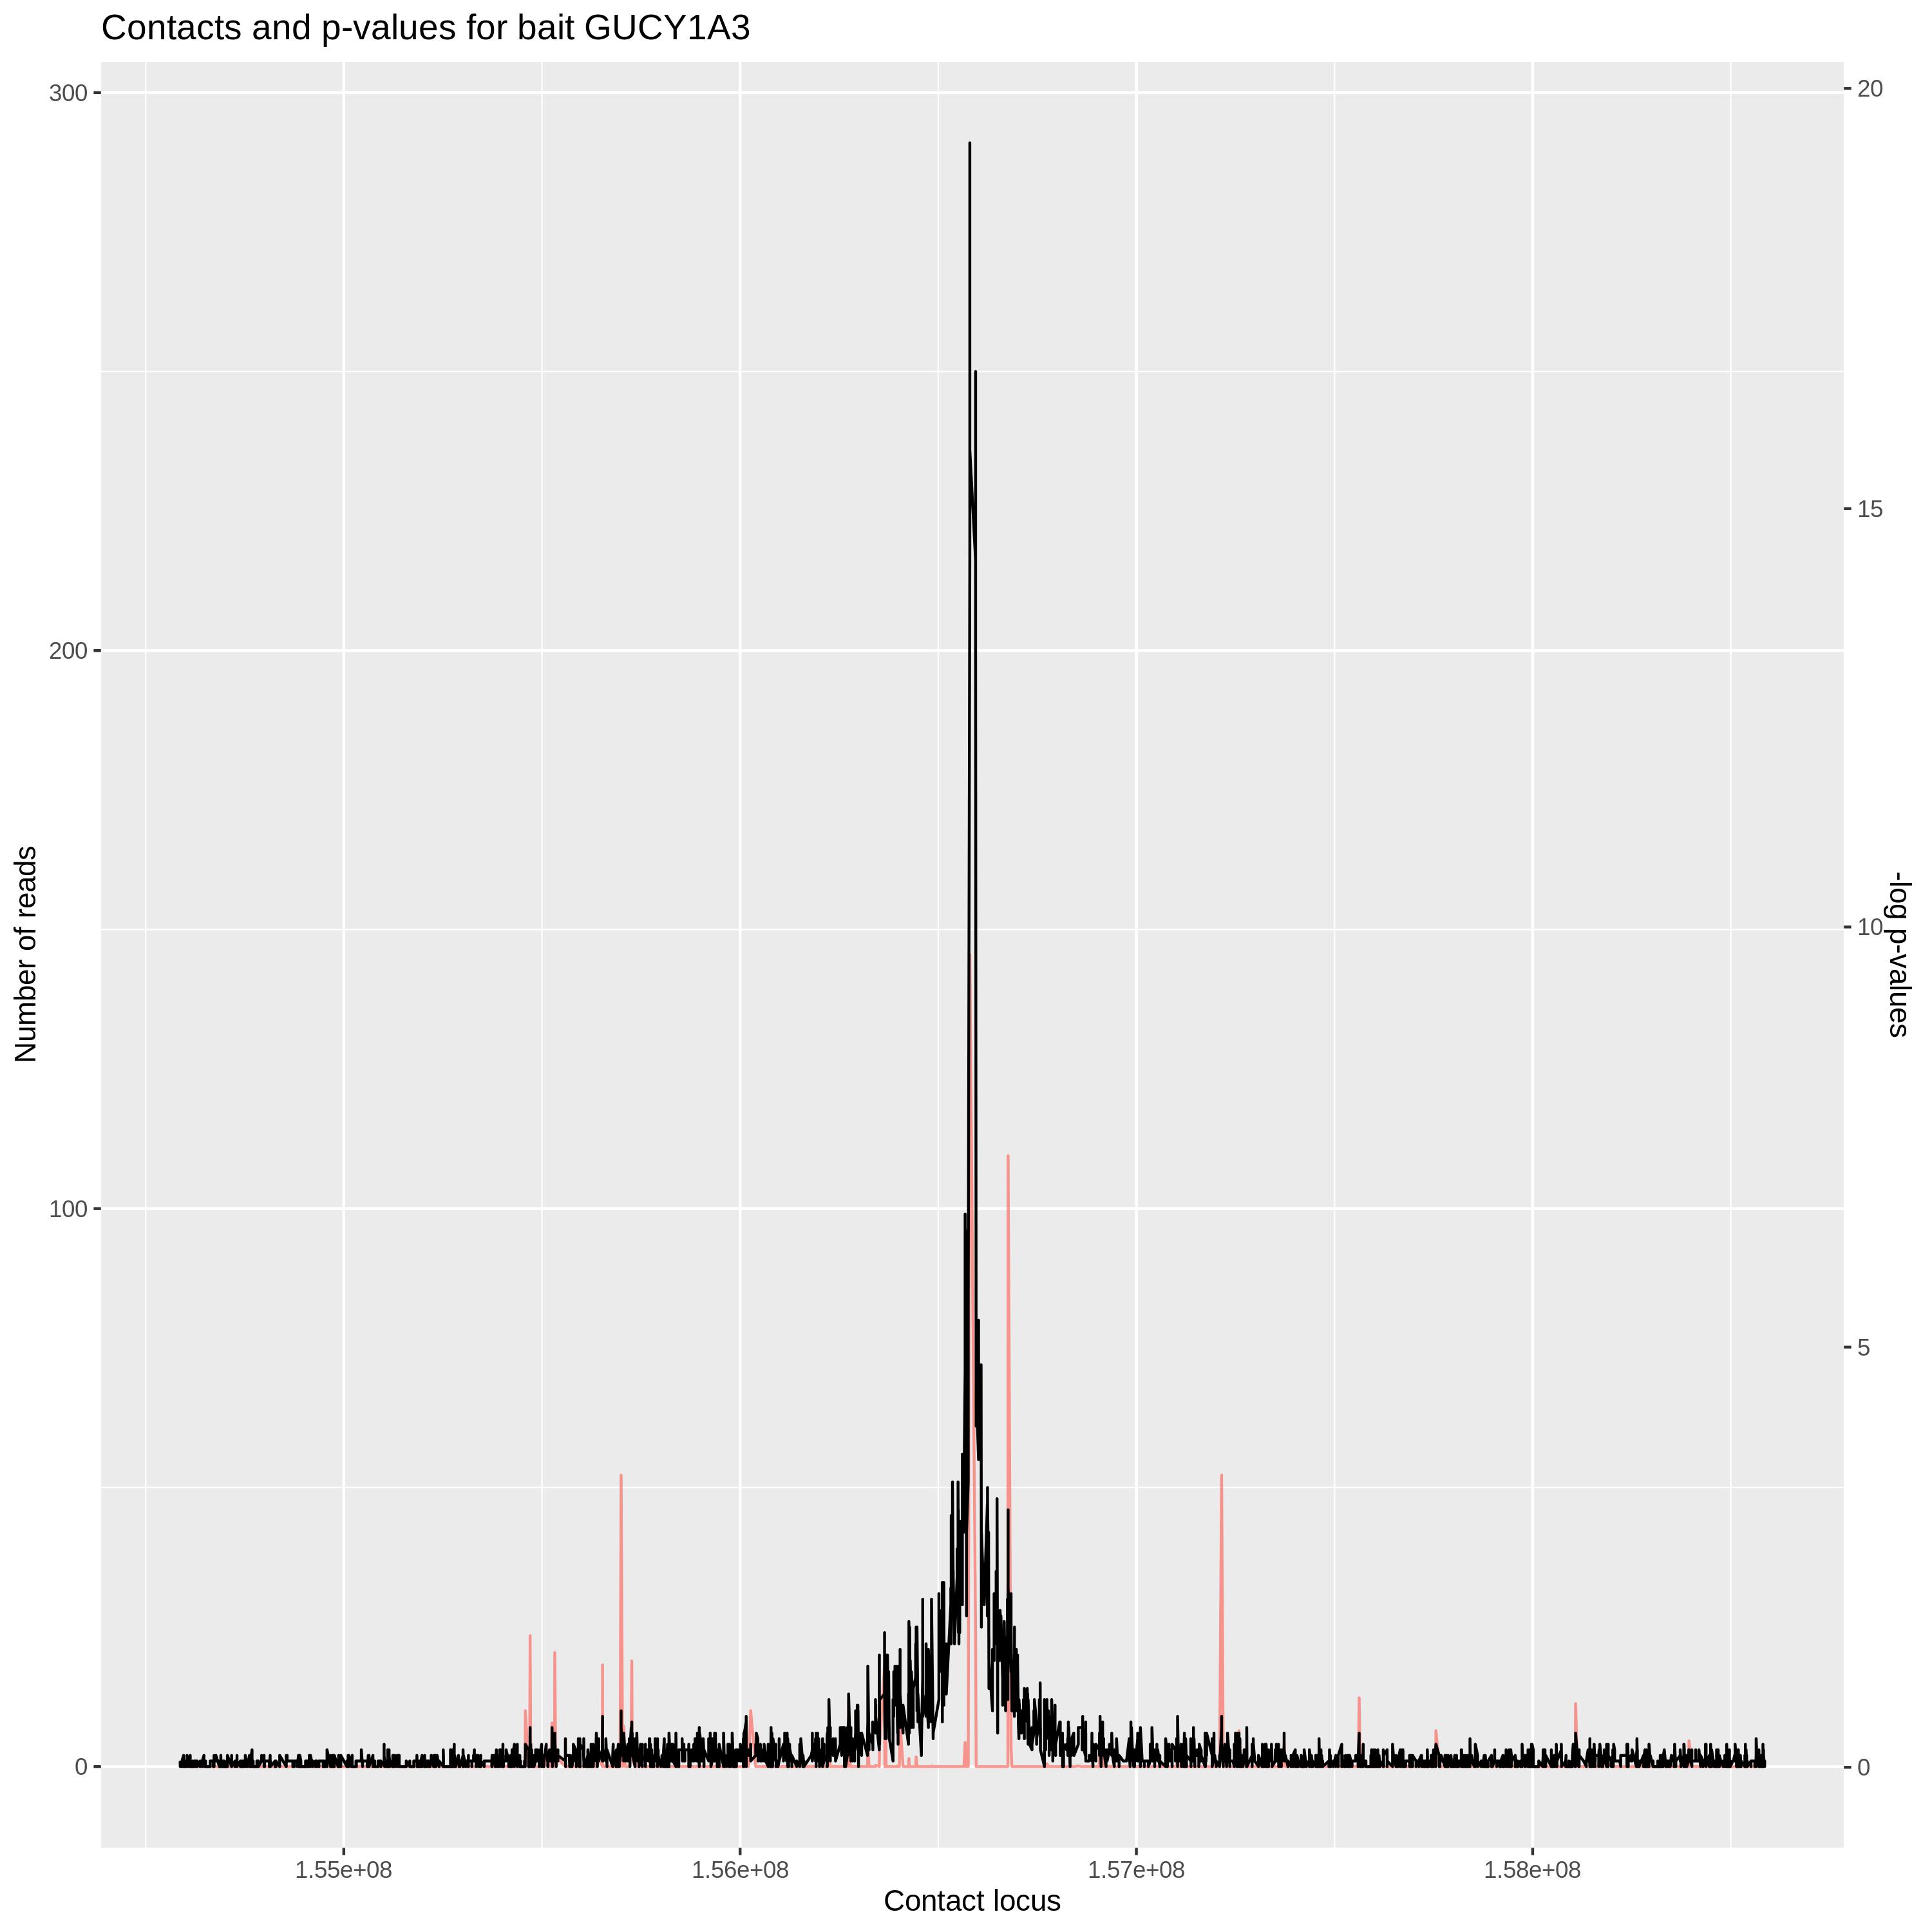 Contacts and p-values for bait GUCY1A3
300
200
100
0
Number of reads
20
15
10
5
0
-log p-values
1.55e+08 1.56e+08 1.57e+08 1.58e+08
Contact locus